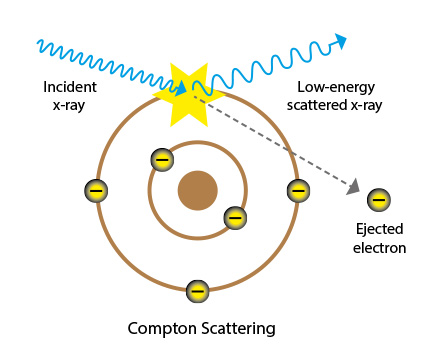 Incident
x-ray
Low-energy
scattered x-ray
Ejected
electron
Compton Scattering